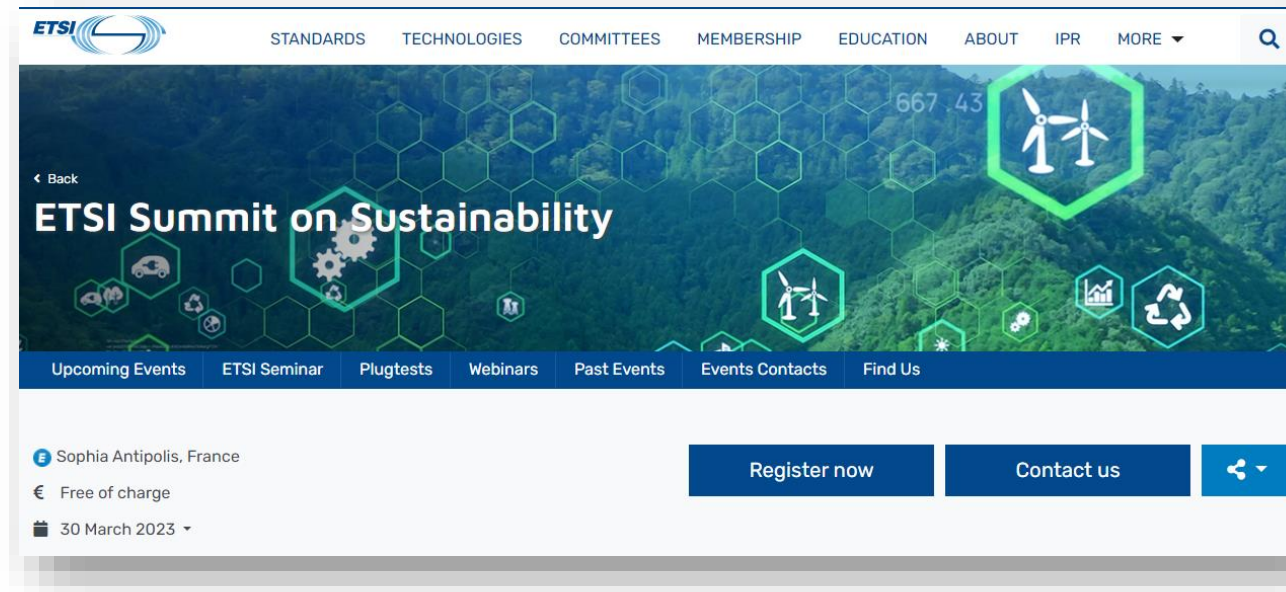 ETSI
STANDARDS TECHNOLOGIES COMMITTEES MEMBERSHIP EDUCATION ABOUT IPR MORE
667.43
Back
ETSI Summit on Sustainability
Upcoming Events ETSI Seminar Plugtests Webinars Past Events Events Contacts Find Us
Sophia Antipolis, France
Register now Contact us
€ Free of charge
30 March 2023